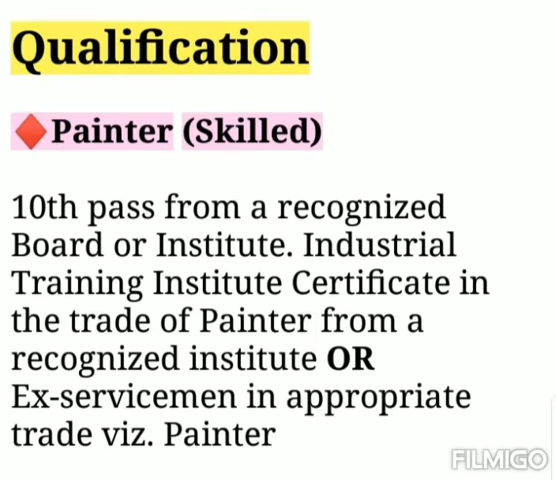 Qualification
🔶Painter (Skilled)
10th pass from a recognized
Board or Institute. Industrial
Training Institute Certificate in
the trade of Painter from a
recognized institute OR
Ex-servicemen in appropriate
trade viz. Painter
FILMIGO